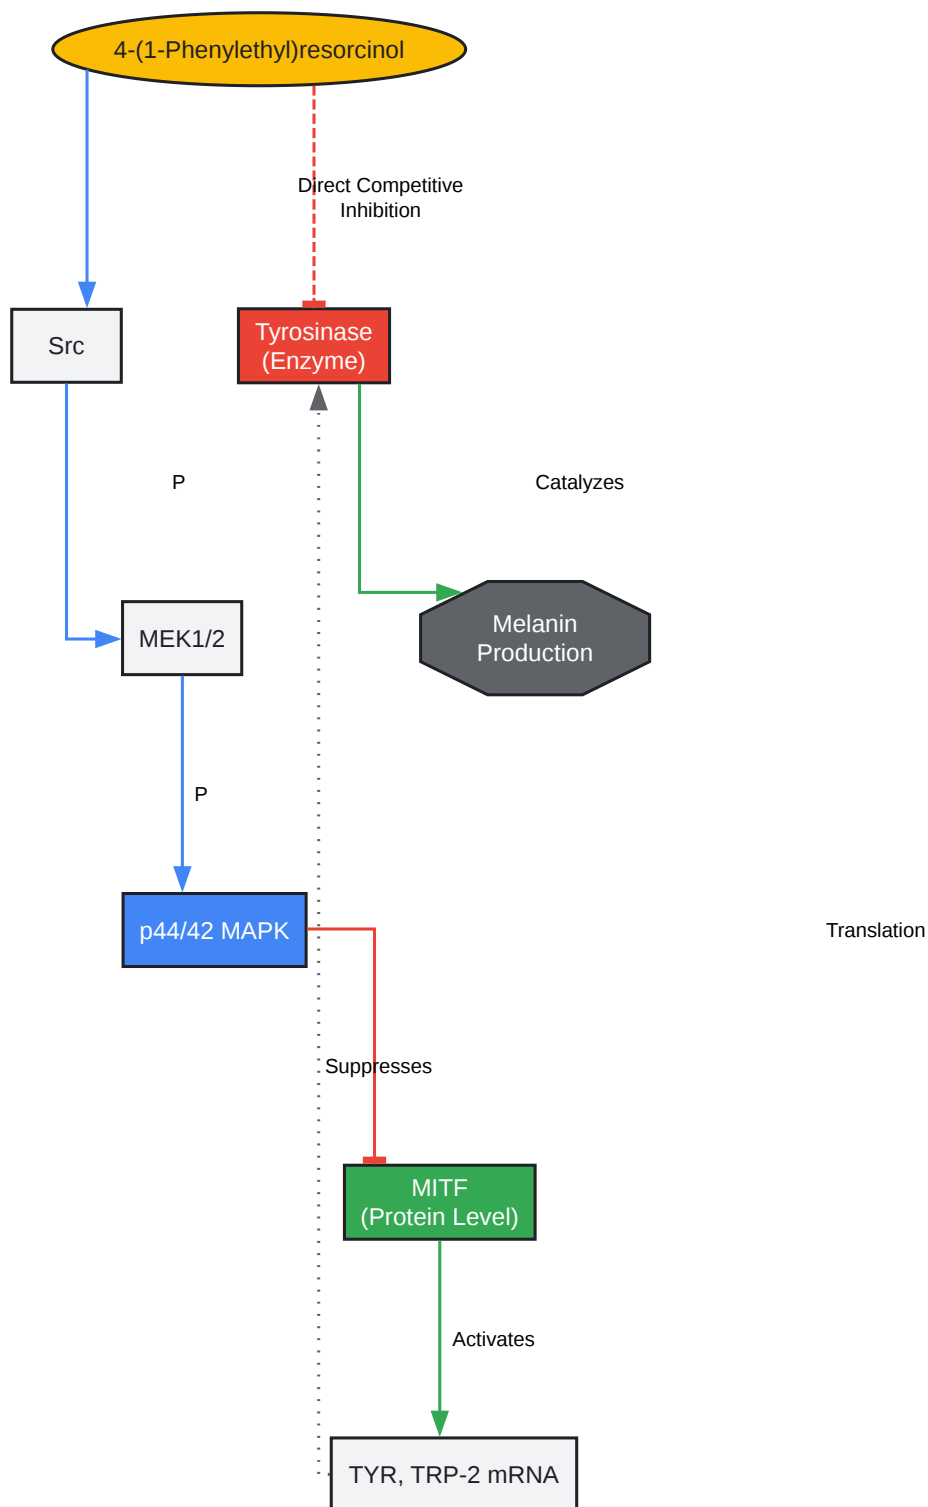 4-(1-Phenylethyl)resorcinol
Direct Competitive
Inhibition
Src
Tyrosinase
(Enzyme)
P
Catalyzes
MEK1/2
Melanin
Production
P
p44/42 MAPK
Translation
Suppresses
MITF
(Protein Level)
Activates
TYR, TRP-2 mRNA